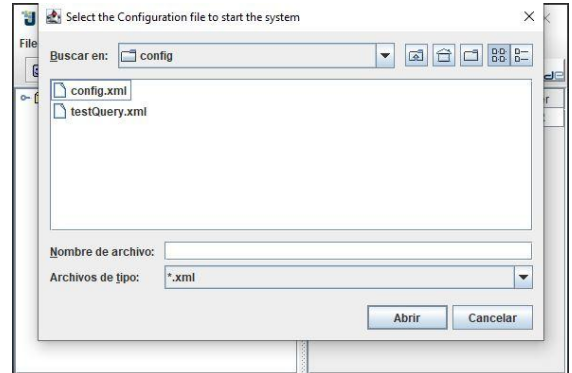 Select the Configuration file to start the system
File
Buscar en: config
config.xml
testQuery.xml
Nombre de archivo:
Archivos de tipo: *.xml
Abrir Cancelar